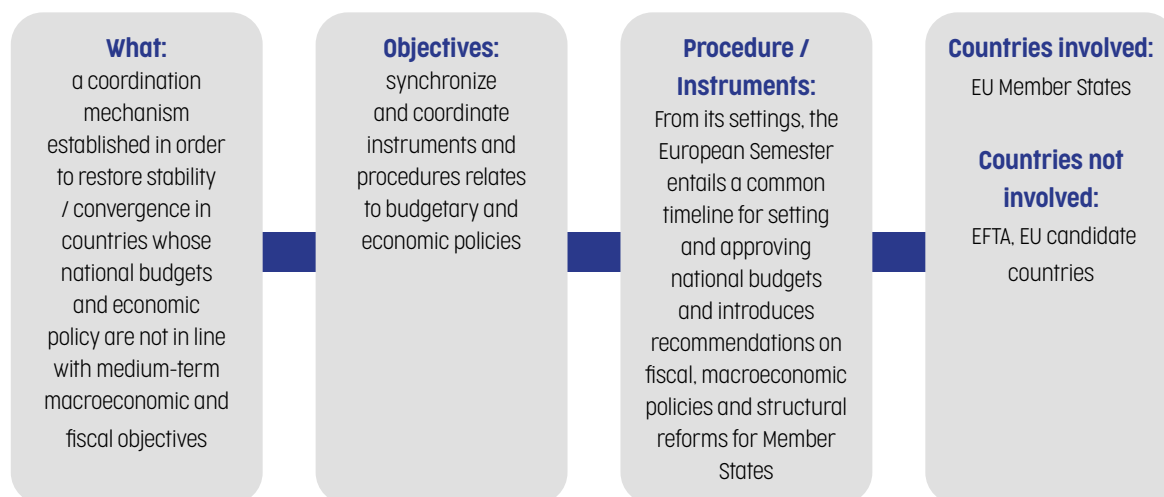 What:
a coordination
mechanism
established in order
to restore stability
/ convergence in
countries whose
national budgets
and economic
policy are not in line
with medium-term
macroeconomic and
fiscal objectives
Objectives:
synchronize
and coordinate
instruments and
procedures relates
to budgetary and
economic policies
Procedure /
Instruments:
From its settings, the
European Semester
entails a common
timeline for setting
and approving
national budgets
and introduces
recommendations on
fiscal, macroeconomic
policies and structural
reforms for Member
States
Countries involved:
EU Member States
Countries not
involved:
EFTA, EU candidate
countries